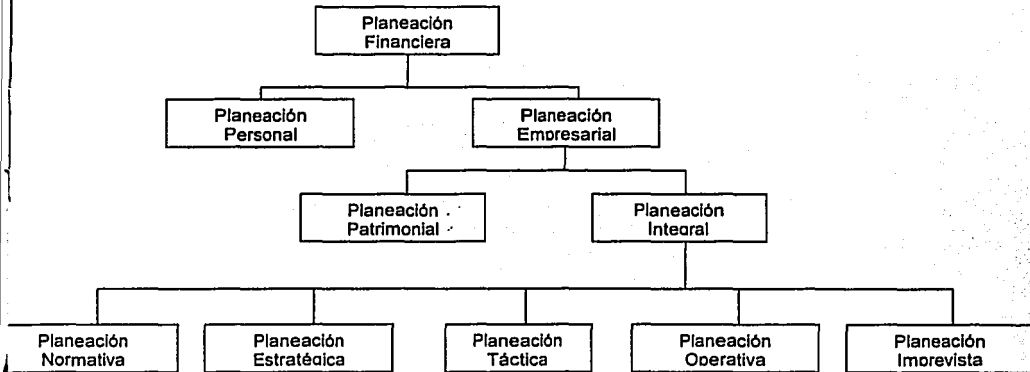 Planeación
Financiera
Planeación
Personal
Planeación
Empresarial
Planeación
Patrimonial
Planeación
Integral
Planeación
Normativa
Planeación
Estratégica
Planeación
Táctica
Planeación
Operativa
Planeación
Imprevista